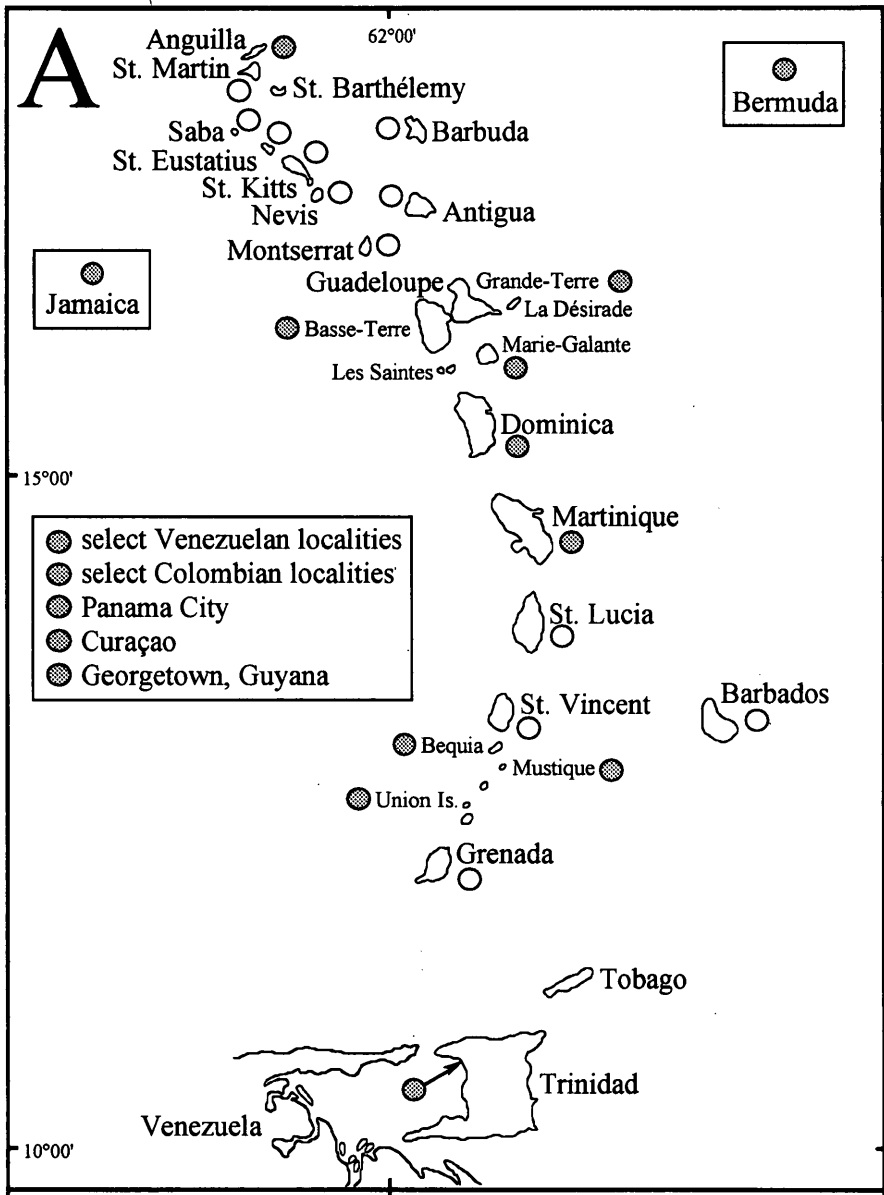 A
62°00'
Anguilla
St. Martin
St. Barthélemy
Bermuda
Saba
Barbuda
St. Eustatius
St. Kitts
Nevis
Antigua
Montserrat
Jamaica
Guadeloupe
Grande-Terre
La Désirade
Basse-Terre
Marie-Galante
Les Saintes
Dominica
15°00'
Martinique
select Venezuelan localities
select Colombian localities
Panama City
Curaçao
Georgetown, Guyana
St. Lucia
Barbados
St. Vincent
Bequia
Mustique
Union Is.
Grenada
Tobago
Trinidad
Venezuela
10°00'